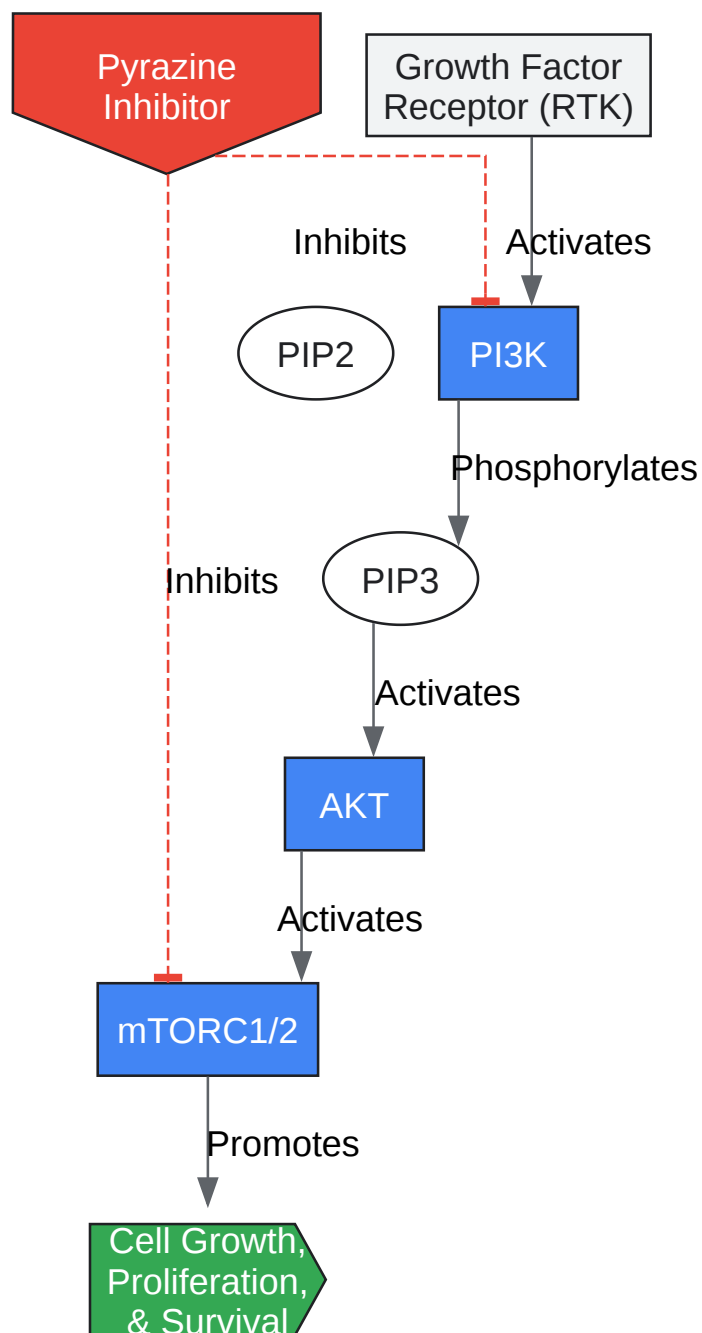 Pyrazine
Inhibitor
Growth Factor
Receptor (RTK)
Inhibits
Activates
PIP2
PI3K
Phosphorylates
Inhibits
PIP3
Activates
AKT
Activates
mTORC1/2
Promotes
Cell Growth,
Proliferation,
& Survival